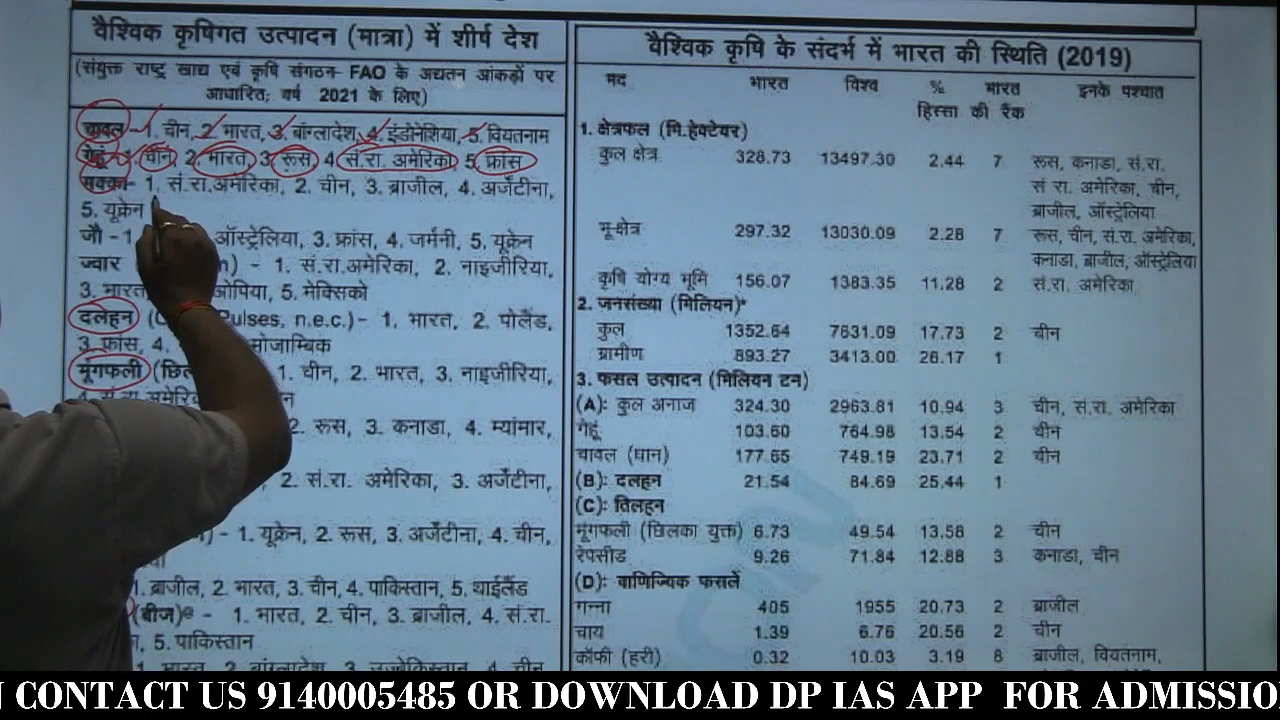 वैश्विक कृषिगत उत्पादन (मात्रा) में शीर्ष देश
(संयुक्त राष्ट्र खाद्य एवं कृषि संगठन- FAO के अद्यतन आंकड़ों पर
आधारित; वर्ष 2021 के लिए)
चावल - 1. चीन, 2. भारत, 3. बांग्लादेश, 4. इंडोनेशिया, 5. वियतनाम
गेहूं - 1. चीन 2. भारत 3. रूस 4. सं.रा. अमेरिका, 5. फ्रांस
मक्का- 1. सं.रा.अमेरिका, 2. चीन, 3. ब्राजील, 4. अर्जेंटीना,
5. यूक्रेन
जौ - 1 ऑस्ट्रेलिया, 3. फ्रांस, 4. जर्मनी, 5. यूक्रेन
ज्वार - 1. सं.रा.अमेरिका, 2. नाइजीरिया,
3. भारत 5. मेक्सिको
दलहन Pulses, n.e.c.)- 1. भारत, 2. पोलैंड,
3. फ्रांस, 4. मोजाम्बिक
मूंगफली 1. चीन, 2. भारत, 3. नाइजीरिया,
2. रूस, 3. कनाडा, 4. म्यांमार,
2. सं.रा. अमेरिका, 3. अर्जेंटीना,
- 1. यूक्रेन, 2. रूस, 3. अर्जेंटीना, 4. चीन,
1. ब्राजील, 2. भारत, 3. चीन, 4. पाकिस्तान, 5. थाईलैंड
(बीज)@ - 1. भारत, 2. चीन, 3. ब्राजील, 4. सं.रा.
5. पाकिस्तान
1. भारत, 2. बांग्लादेश, 3. उज्बेकिस्तान, 4. चीन
वैश्विक कृषि के संदर्भ में भारत की स्थिति (2019)
मद भारत विश्व % भारत इनके पश्चात
हिस्सा की रैंक
1. क्षेत्रफल (मि.हेक्टेयर)
कुल क्षेत्र 328.73 13497.30 2.44 7 रूस, कनाडा, सं.रा.
सं रा. अमेरिका, चीन,
ब्राजील, ऑस्ट्रेलिया
भू-क्षेत्र 297.32 13030.09 2.28 7 रूस, चीन, सं.रा. अमेरिका,
कनाडा, ब्राजील, ऑस्ट्रेलिया
कृषि योग्य भूमि 156.07 1383.35 11.28 2 सं.रा. अमेरिका
2. जनसंख्या (मिलियन)*
कुल 1352.64 7631.09 17.73 2 चीन
ग्रामीण 893.27 3413.00 26.17 1
3. फसल उत्पादन (मिलियन टन)
(A): कुल अनाज 324.30 2963.81 10.94 3 चीन, सं.रा. अमेरिका
गेहूं 103.60 764.98 13.54 2 चीन
चावल (धान) 177.65 749.19 23.71 2 चीन
(B): दलहन 21.54 84.69 25.44 1
(C): तिलहन
मूंगफली (छिलका युक्त) 6.73 49.54 13.58 2 चीन
रेपसीड 9.26 71.84 12.88 3 कनाडा, चीन
(D): वाणिज्यिक फसलें
गन्ना 405 1955 20.73 2 ब्राजील
चाय 1.39 6.76 20.56 2 चीन
कॉफी (हरी) 0.32 10.03 3.19 8 ब्राजील, वियतनाम,
N CONTACT US 9140005485 OR DOWNLOAD DP IAS APP FOR ADMISSIO